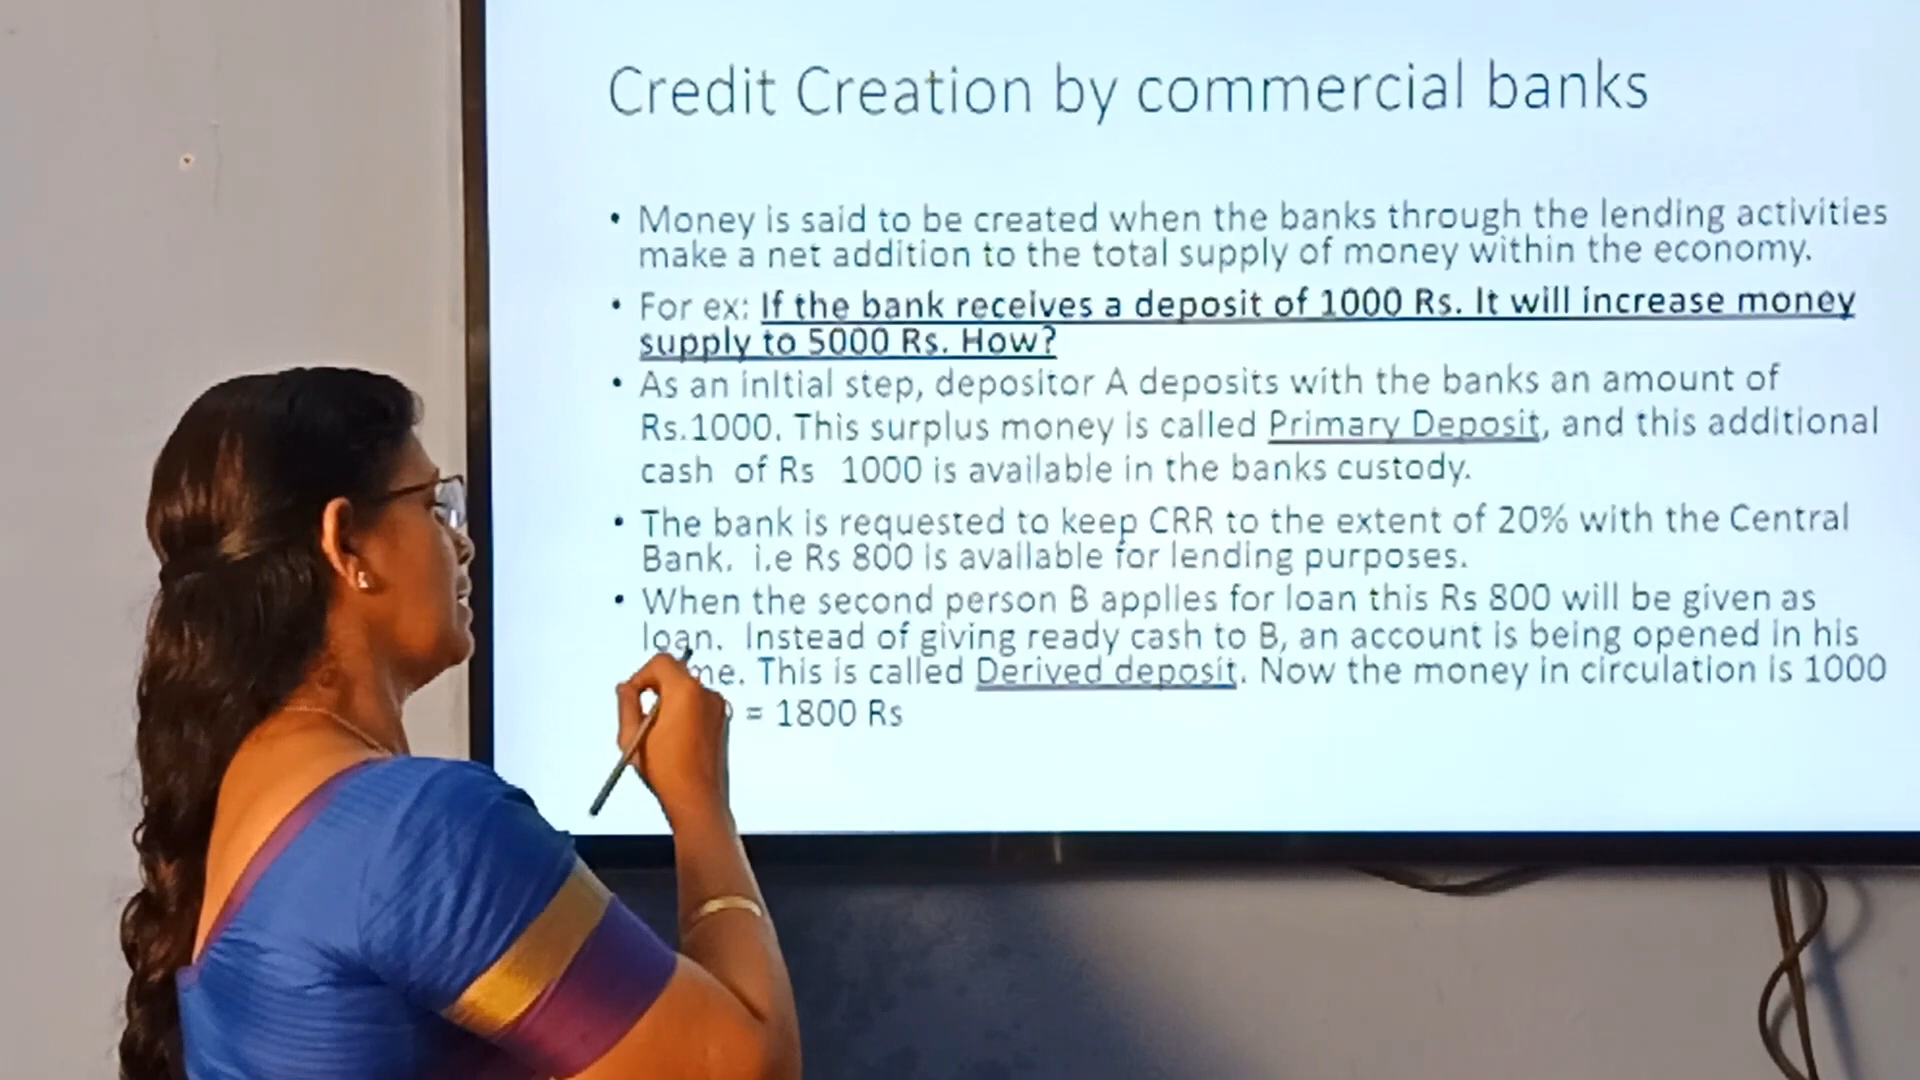 Credit Creation by commercial banks
• Money is said to be created when the banks through the lending activities
make a net addition to the total supply of money within the economy.
• For ex: If the bank receives a deposit of 1000 Rs. It will increase money
supply to 5000 Rs. How?
• As an initial step, depositor A deposits with the banks an amount of
Rs.1000. This surplus money is called Primary Deposit, and this additional
cash of Rs 1000 is available in the banks custody.
• The bank is requested to keep CRR to the extent of 20% with the Central
Bank. i.e Rs 800 is available for lending purposes.
• When the second person B applies for loan this Rs 800 will be given as
loan. Instead of giving ready cash to B, an account is being opened in his
me. This is called Derived deposit. Now the money in circulation is 1000
= 1800 Rs